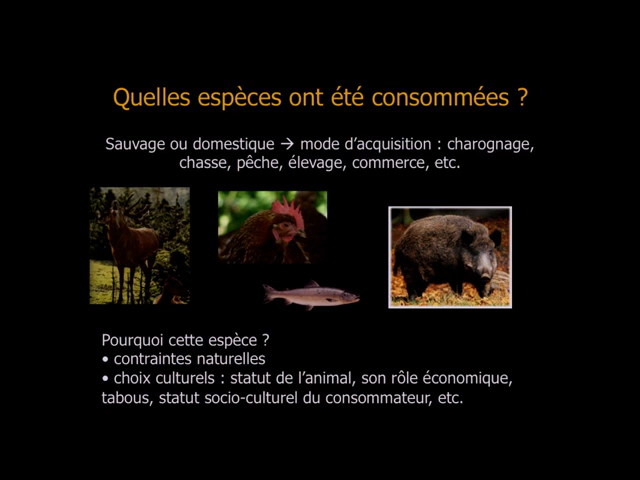 Quelles espèces ont été consommées ?
Sauvage ou domestique → mode d’acquisition : charognage,
chasse, pêche, élevage, commerce, etc.
Pourquoi cette espèce ?
• contraintes naturelles
• choix culturels : statut de l’animal, son rôle économique,
tabous, statut socio-culturel du consommateur, etc.